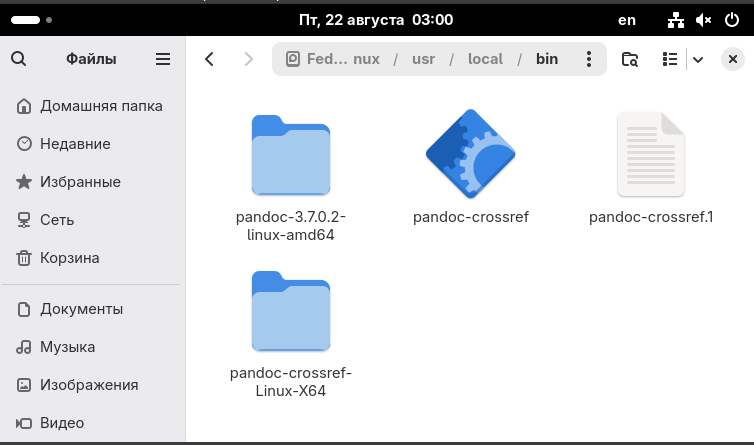 Пт, 22 августа 03:00
en
Файлы
Fed… nux / usr / local / bin
Домашняя папка
Недавние
Избранные
Сеть
Корзина
Документы
Музыка
Изображения
Видео
pandoc-3.7.0.2-
linux-amd64
pandoc-crossref
pandoc-crossref.1
pandoc-crossref-
Linux-X64